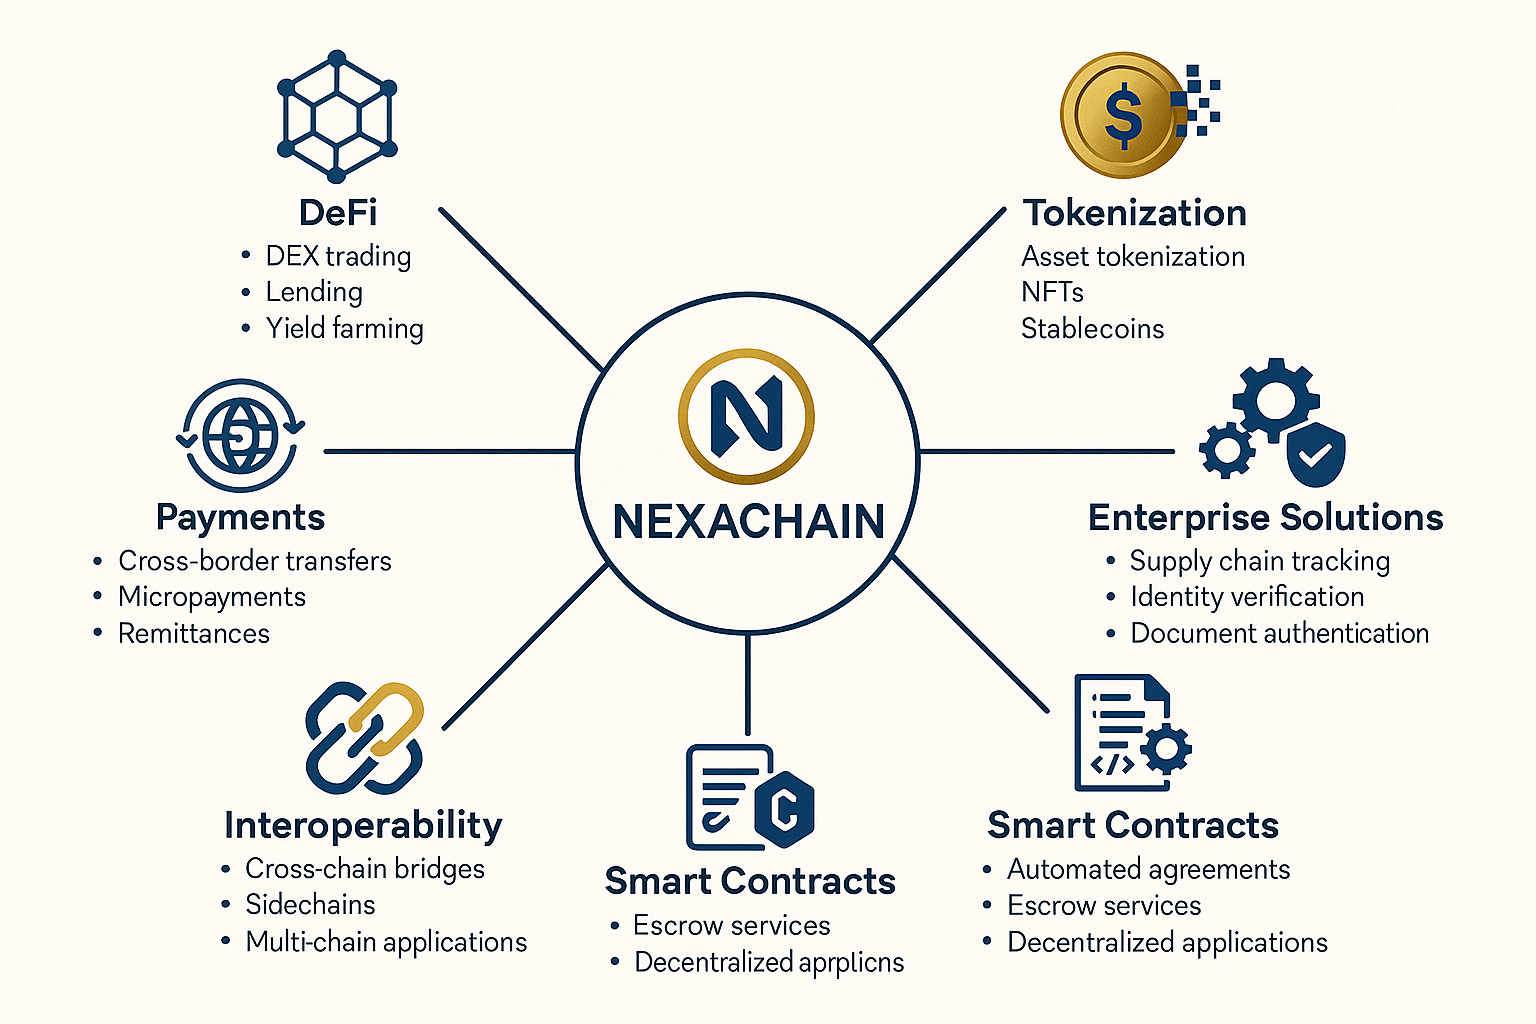 DeFi
• DEX trading
• Lending
• Yield farming
Tokenization
Asset tokenization
NFTs
Stablecoins
$
N
NEXACHAIN
Payments
• Cross-border transfers
• Micropayments
• Remittances
Enterprise Solutions
• Supply chain tracking
• Identity verification
• Document authentication
Interoperability
• Cross-chain bridges
• Sidechains
• Multi-chain applications
C
Smart Contracts
• Escrow services
• Decentralized aprplicns
</>
Smart Contracts
• Automated agreements
• Escrow services
• Decentralized applications